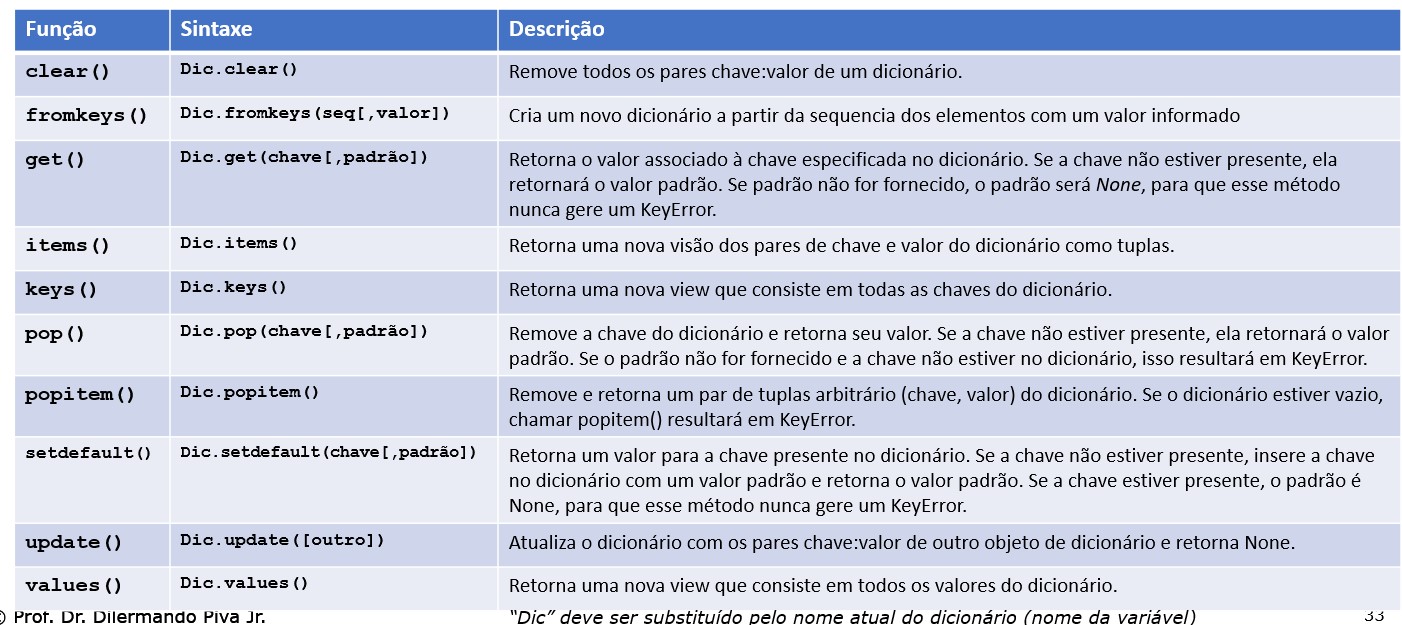 Função Sintaxe Descrição
clear() Dic.clear() Remove todos os pares chave:valor de um dicionário.
fromkeys() Dic.fromkeys(seq[,valor]) Cria um novo dicionário a partir da sequencia dos elementos com um valor informado
get() Dic.get(chave[,padrão]) Retorna o valor associado à chave especificada no dicionário. Se a chave não estiver presente, ela
retornará o valor padrão. Se padrão não for fornecido, o padrão será None, para que esse método
nunca gere um KeyError.
items() Dic.items() Retorna uma nova visão dos pares de chave e valor do dicionário como tuplas.
keys() Dic.keys() Retorna uma nova view que consiste em todas as chaves do dicionário.
pop() Dic.pop(chave[,padrão]) Remove a chave do dicionário e retorna seu valor. Se a chave não estiver presente, ela retornará o valor
padrão. Se o padrão não for fornecido e a chave não estiver no dicionário, isso resultará em KeyError.
popitem() Dic.popitem() Remove e retorna um par de tuplas arbitrário (chave, valor) do dicionário. Se o dicionário estiver vazio,
chamar popitem() resultará em KeyError.
setdefault() Dic.setdefault(chave[,padrão]) Retorna um valor para a chave presente no dicionário. Se a chave não estiver presente, insere a chave
no dicionário com um valor padrão e retorna o valor padrão. Se a chave estiver presente, o padrão é
None, para que esse método nunca gere um KeyError.
update() Dic.update([outro]) Atualiza o dicionário com os pares chave:valor de outro objeto de dicionário e retorna None.
values() Dic.values() Retorna uma nova view que consiste em todos os valores do dicionário.
© Prof. Dr. Dilermando Piva Jr. “Dic” deve ser substituído pelo nome atual do dicionário (nome da variável) 33